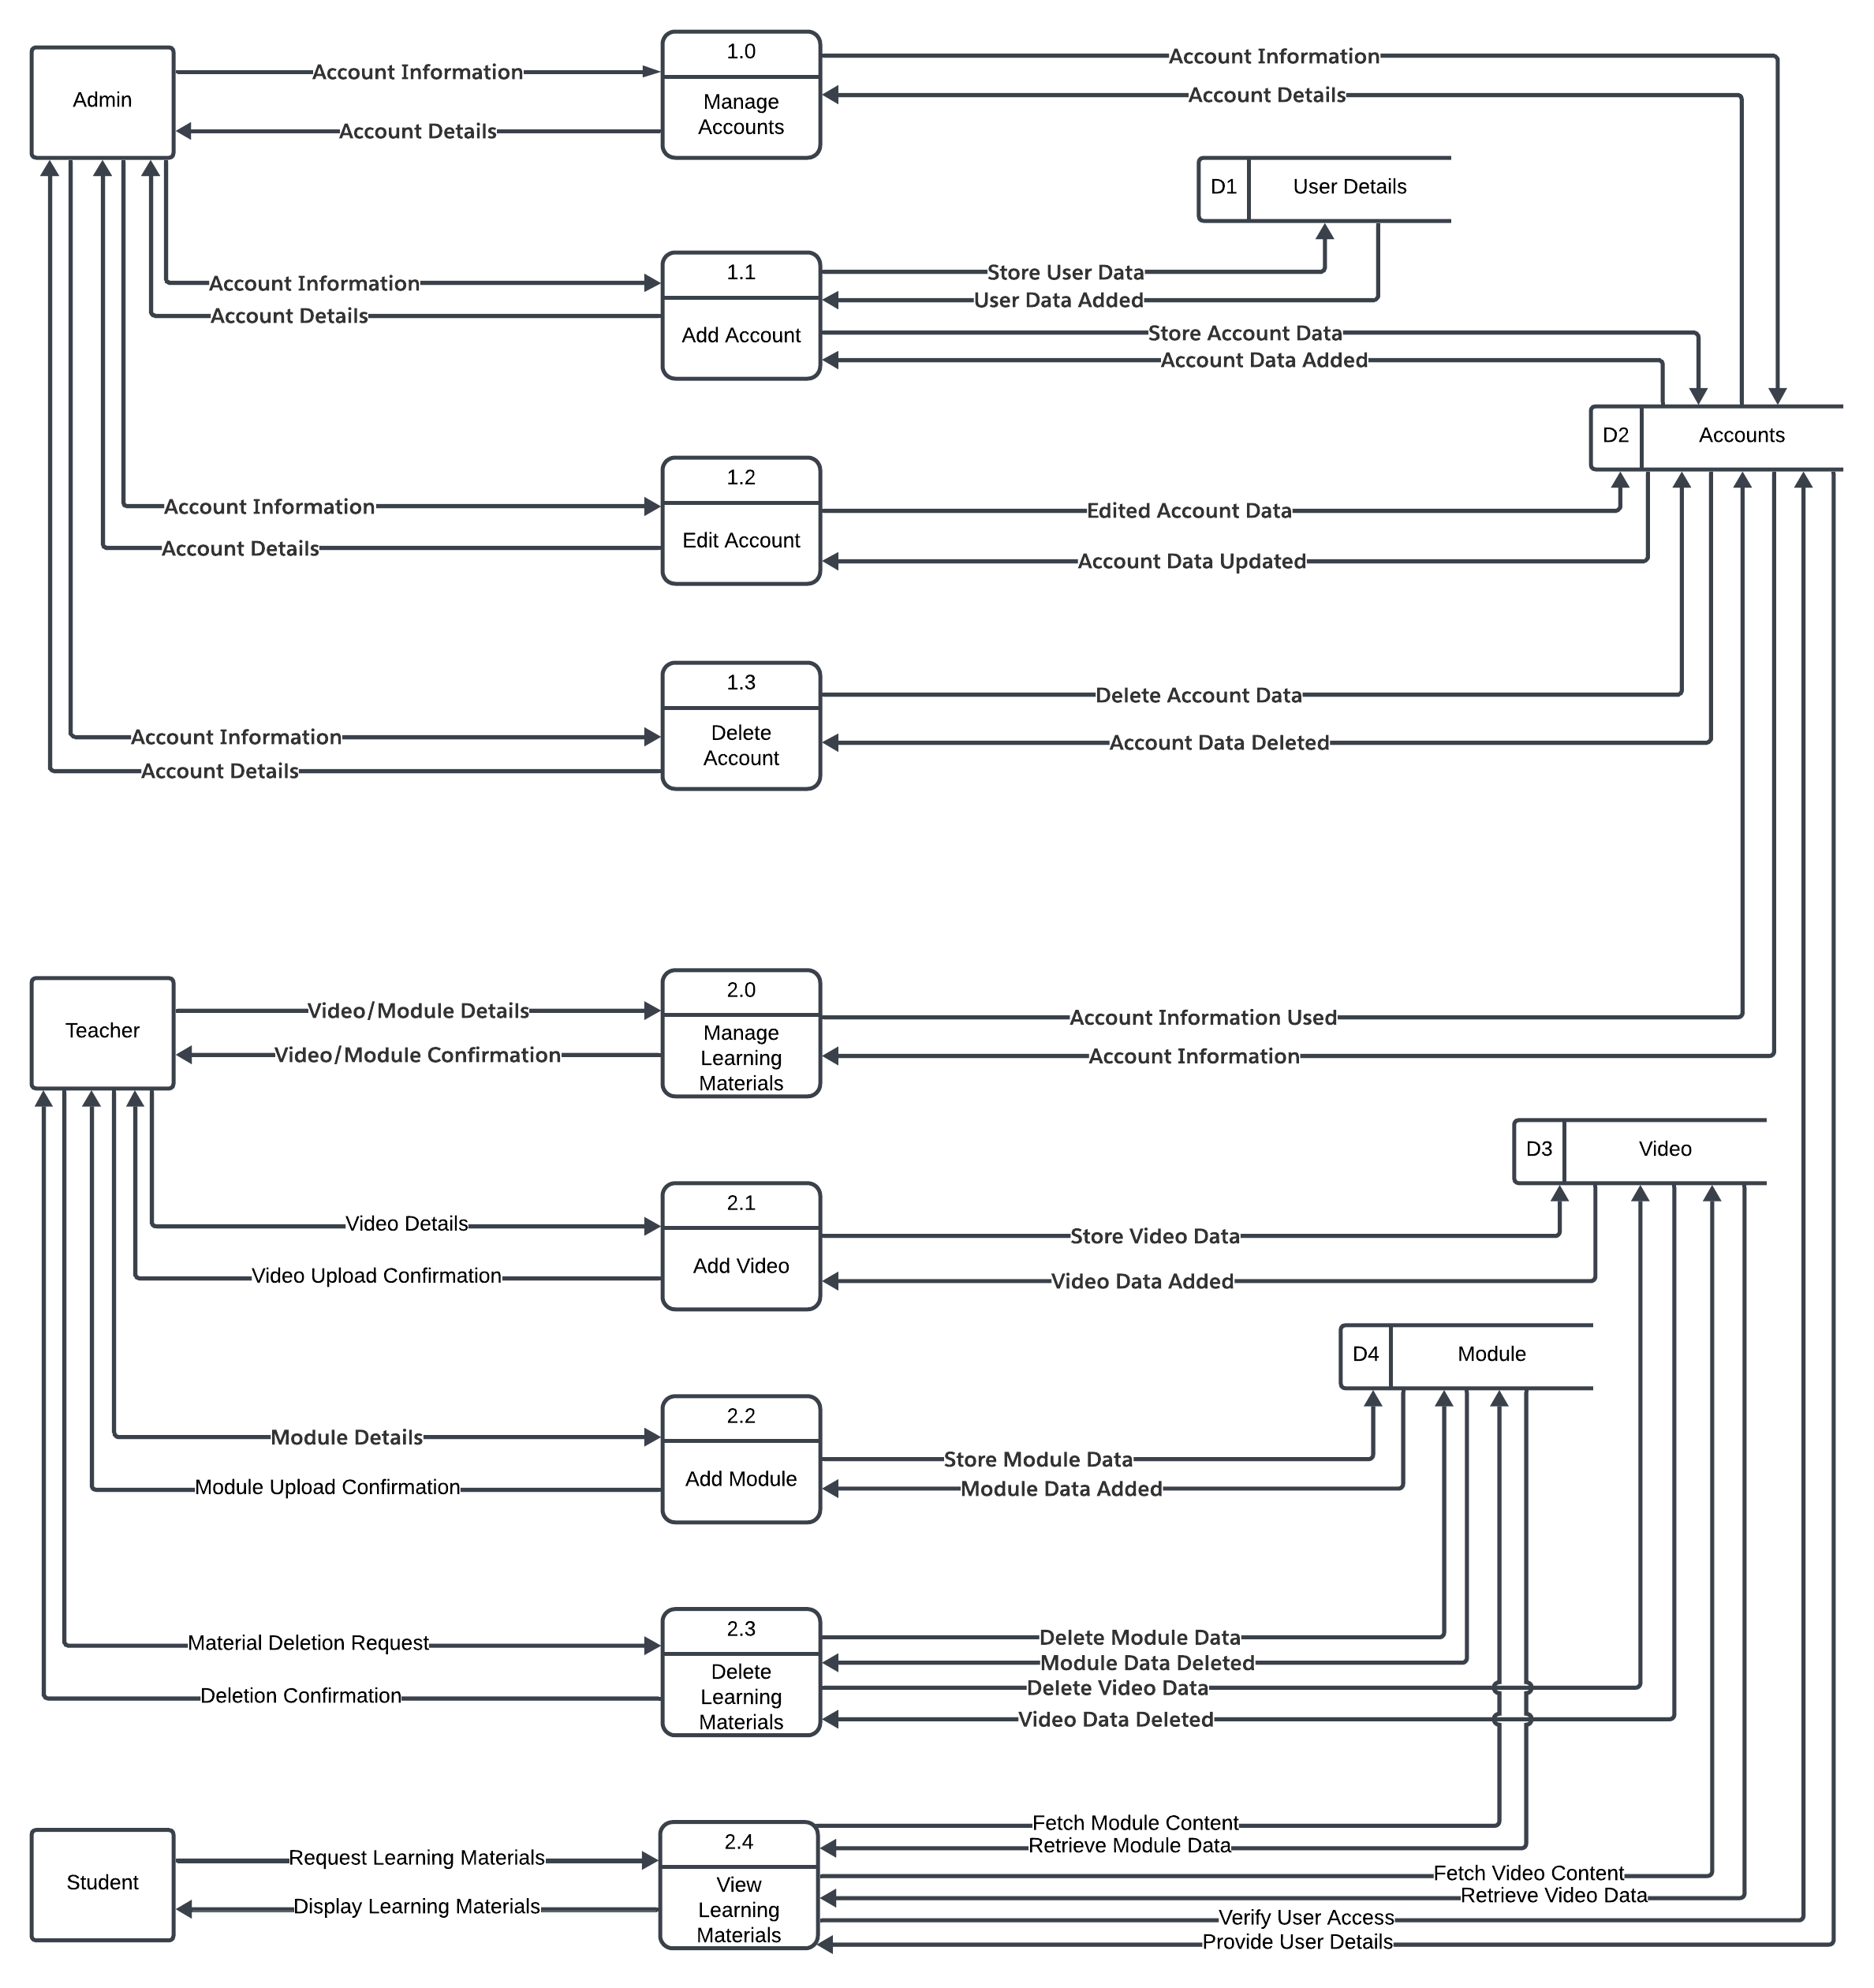 1.0
Account Information
Account Information
Admin
Account Details
Manage
Accounts
Account Details
D1
User Details
1.1
Store User Data
Account Information
User Data Added
Account Details
Add Account
Store Account Data
Account Data Added
D2
Accounts
1.2
Account Information
Edited Account Data
Edit Account
Account Details
Account Data Updated
1.3
Delete Account Data
Account Information
Delete
Account
Account Data Deleted
Account Details
2.0
Video/Module Details
Account Information Used
Teacher
Manage
Learning
Materials
Video/Module Confirmation
Account Information
D3
Video
2.1
Video Details
Store Video Data
Add Video
Video Upload Confirmation
Video Data Added
D4
Module
2.2
Module Details
Store Module Data
Add Module
Module Upload Confirmation
Module Data Added
2.3
Material Deletion Request
Delete Module Data
Module Data Deleted
Delete
Learning
Materials
Delete Video Data
Deletion Confirmation
Video Data Deleted
2.4
Fetch Module Content
Retrieve Module Data
Request Learning Materials
Student
Fetch Video Content
View
Learning
Materials
Retrieve Video Data
Display Learning Materials
Verify User Access
Provide User Details